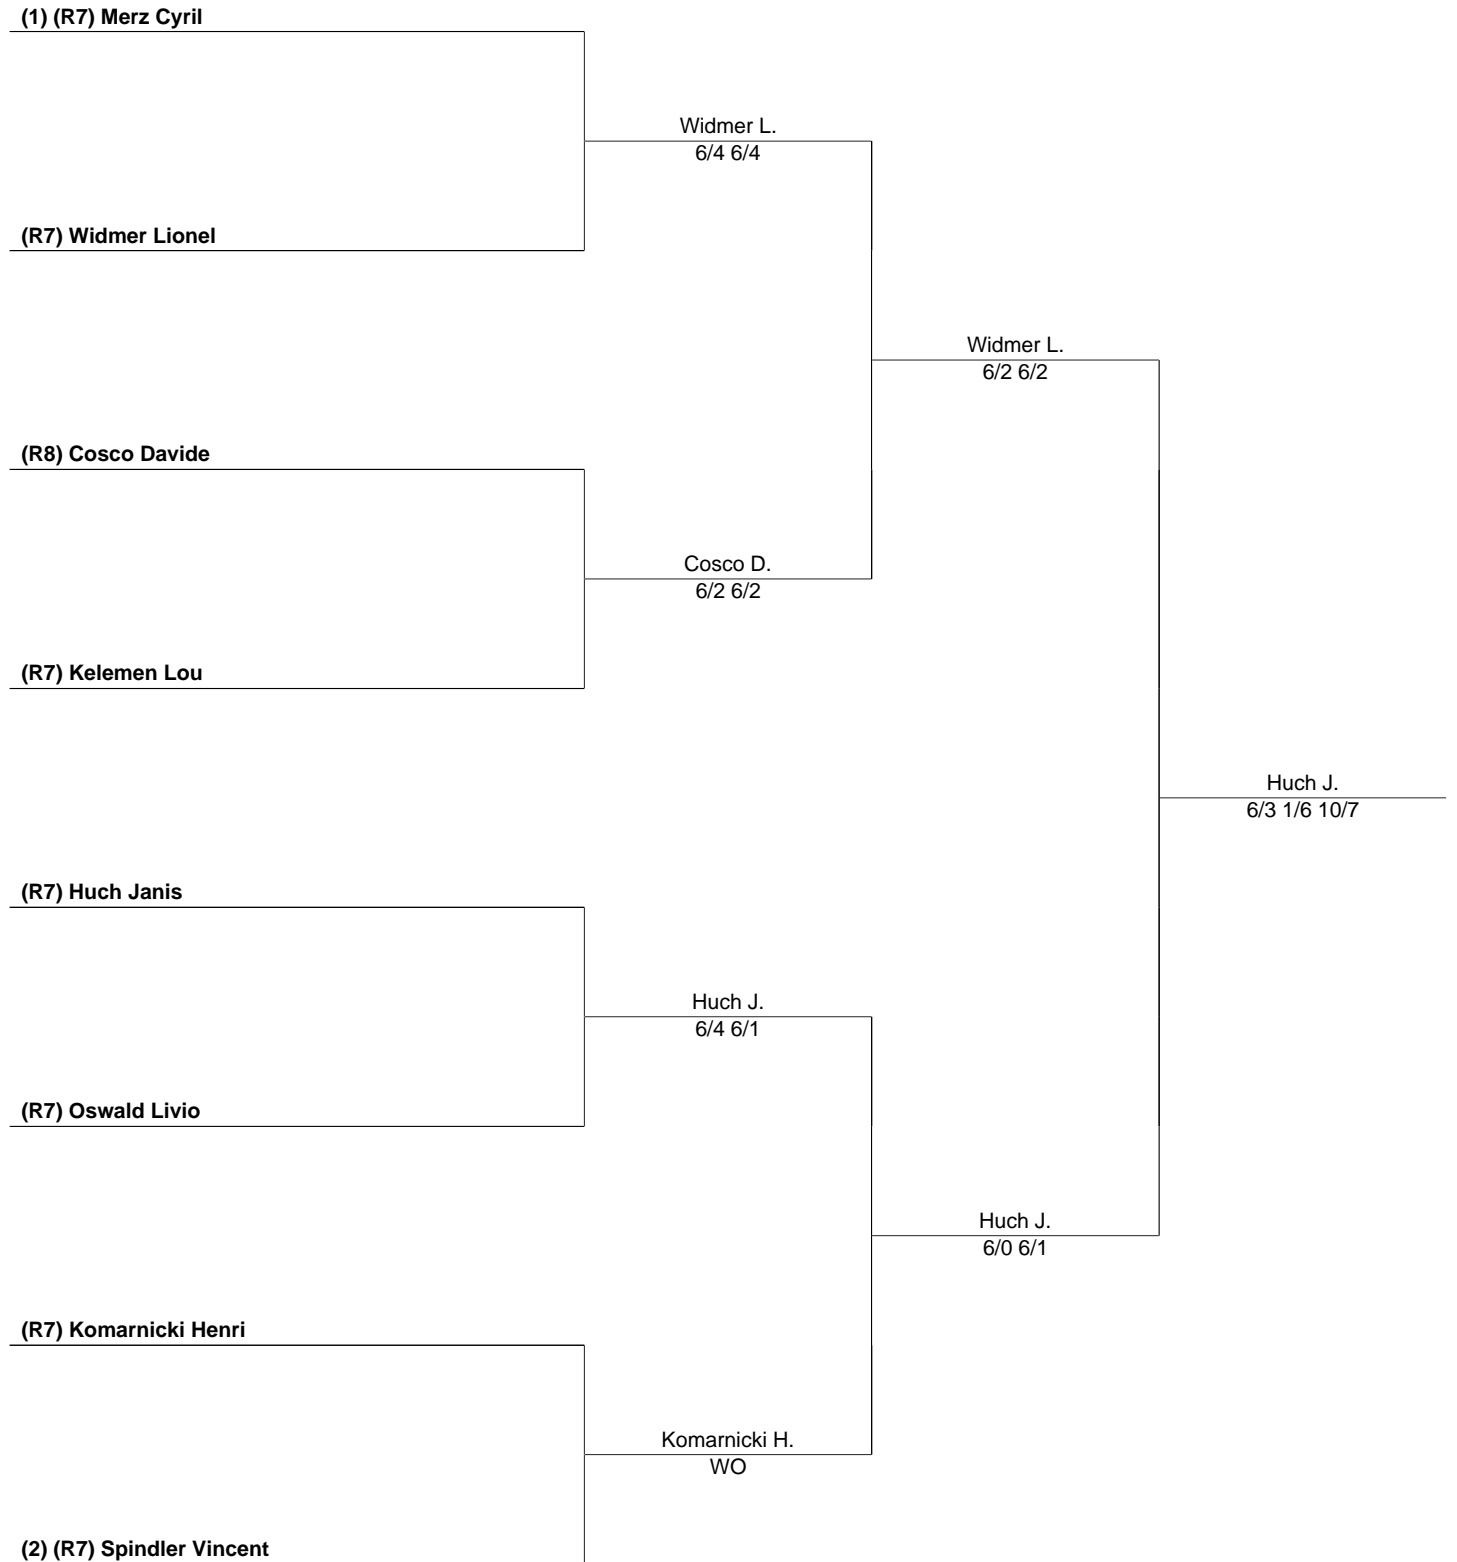 (1) (R7) Merz Cyril
Widmer L.
6/4 6/4
(R7) Widmer Lionel
Widmer L.
6/2 6/2
(R8) Cosco Davide
Cosco D.
6/2 6/2
(R7) Kelemen Lou
Huch J.
6/3 1/6 10/7
(R7) Huch Janis
Huch J.
6/4 6/1
(R7) Oswald Livio
Huch J.
6/0 6/1
(R7) Komarnicki Henri
Komarnicki H.
WO
(2) (R7) Spindler Vincent